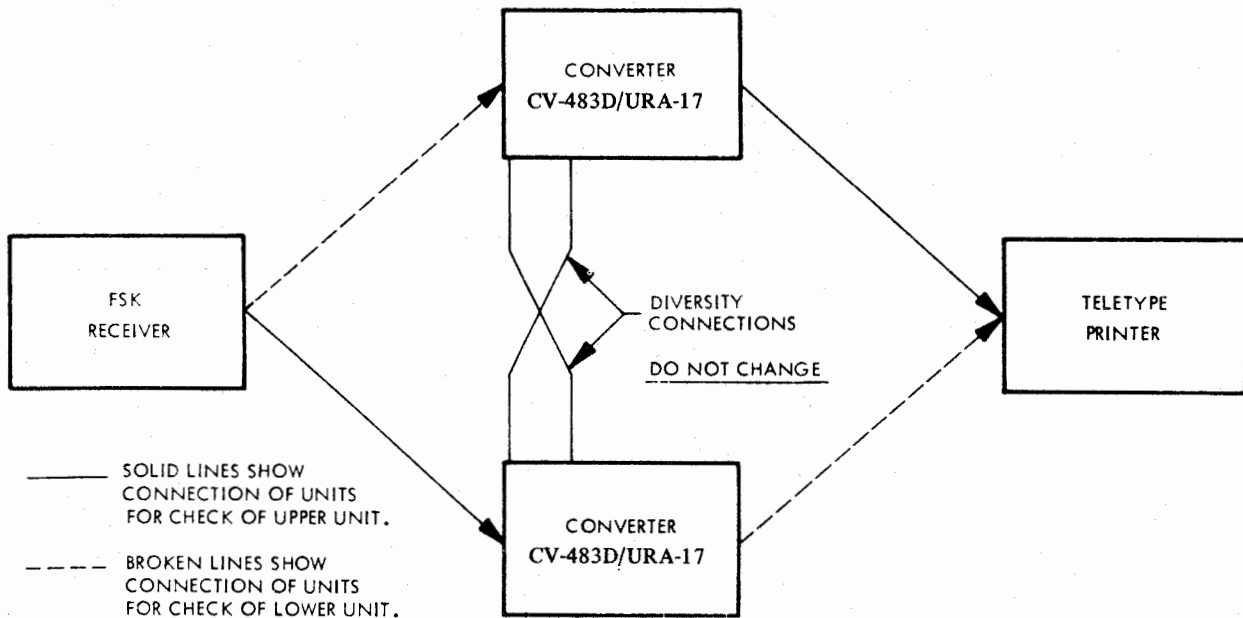 CONVERTER
CV-483D/URA-17
FSK
RECEIVER
DIVERSITY
CONNECTIONS
DO NOT CHANGE
TELETYPE
PRINTER
SOLID LINES SHOW
CONNECTION OF UNITS
FOR CHECK OF UPPER UNIT.
BROKEN LINES SHOW
CONNECTION OF UNITS
FOR CHECK OF LOWER UNIT.
CONVERTER
CV-483D/URA-17